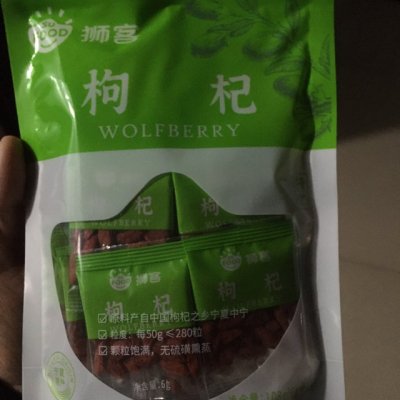 狮客
枸杞
WOLFBERRY
枸杞
WOLFBERRY
狮客
枸杞
原料产自中国枸杞之乡宁夏中宁
粒度：每50g≤280粒
颗粒饱满，无硫磺熏蒸